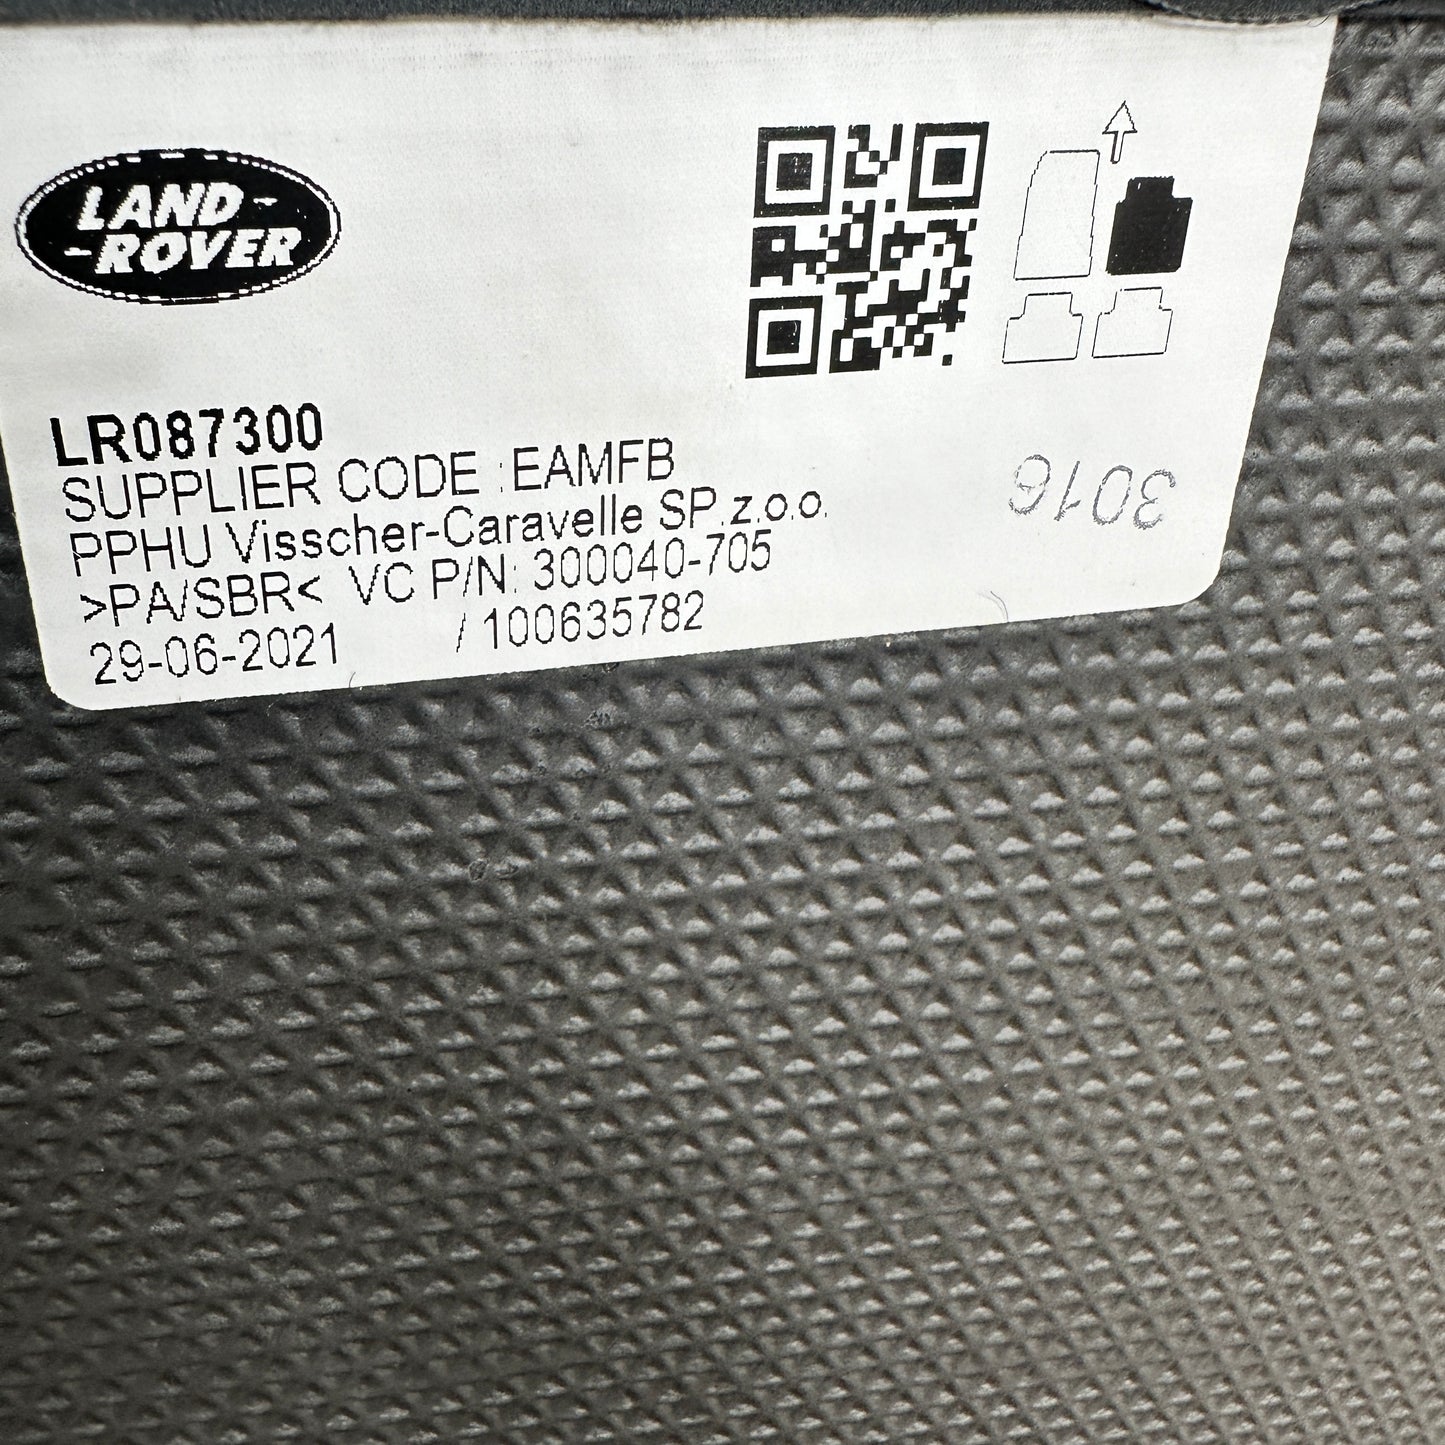 LAND-
-ROVER
LR087300
SUPPLIER CODE :EAMFB
PPHU Visscher-Caravelle SP.z.o.o.
>PA/SBR< VC P/N: 300040-705
29-06-2021 / 100635782
3016